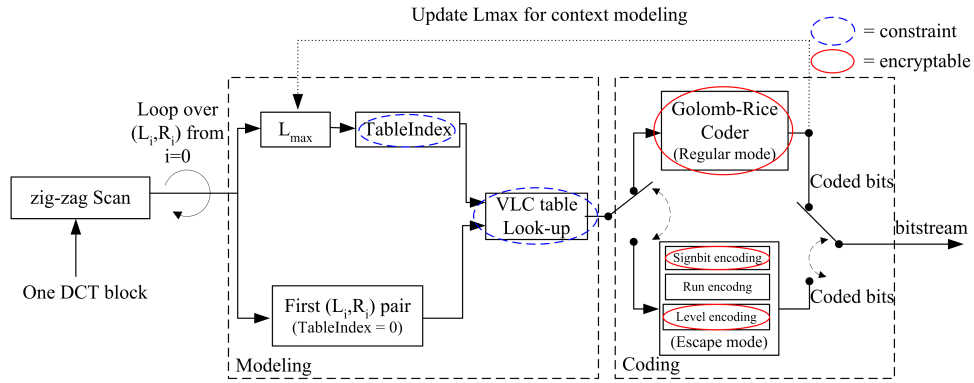 Update Lmax for context modeling
= constraint
= encryptable
Loop over
(Li,Ri) from
i=0
Lmax
TableIndex
Golomb-Rice
Coder
(Regular mode)
zig-zag Scan
VLC table
Look-up
Coded bits
bitstream
One DCT block
First (Li,Ri) pair
(TableIndex = 0)
Signbit encoding
Run encodng
Level encoding
(Escape mode)
Coded bits
Modeling
Coding